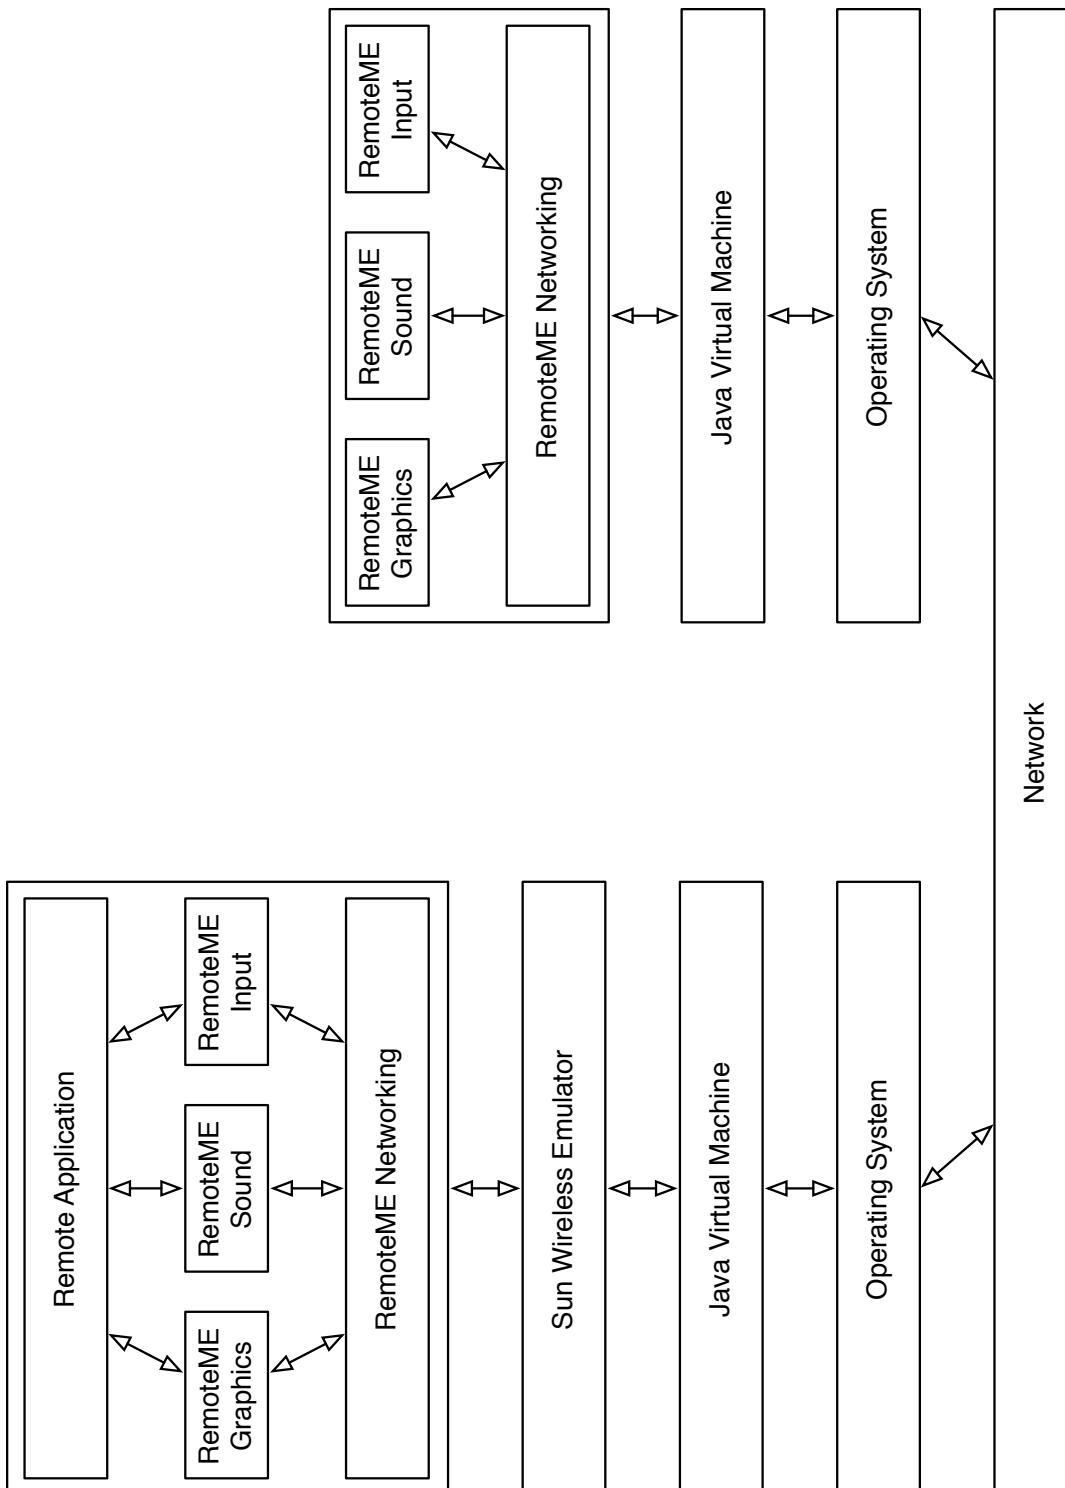 Remote Application
RemoteME
Graphics
RemoteME
Sound
RemoteME
Input
RemoteME Networking
Sun Wireless Emulator
Java Virtual Machine
Operating System
RemoteME
Graphics
RemoteME
Sound
RemoteME
Input
RemoteME Networking
Java Virtual Machine
Operating System
Network